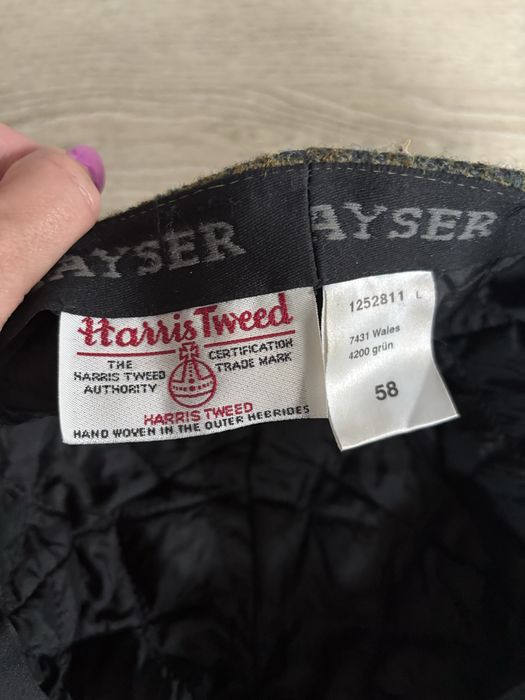 AYSER
AYSER
Harris Tweed
THE
HARRIS TWEED
AUTHORITY
CERTIFICATION
TRADE MARK
HARRIS TWEED
HAND WOVEN IN THE OUTER HEBRIDES
1252811 L
7431 Wales
4200 grün
58